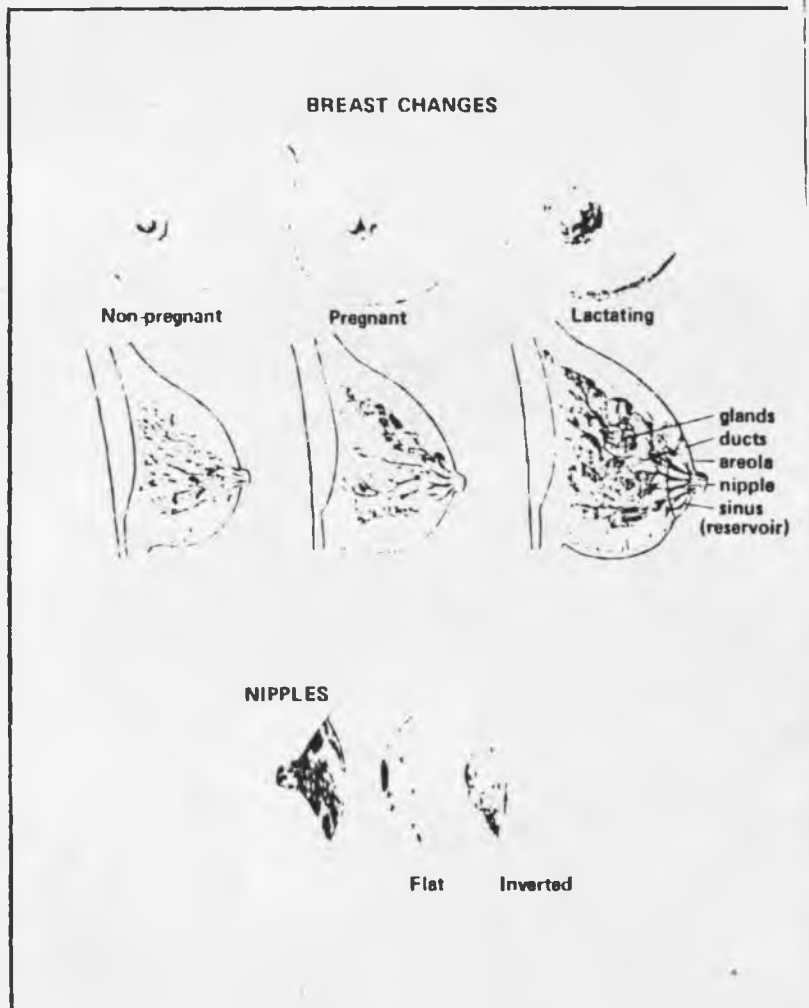 BREAST CHANGES
Non-pregnant
Pregnant
Lactating
glands
ducts
areola
nipple
sinus
(reservoir)
NIPPLES
Flat
Inverted